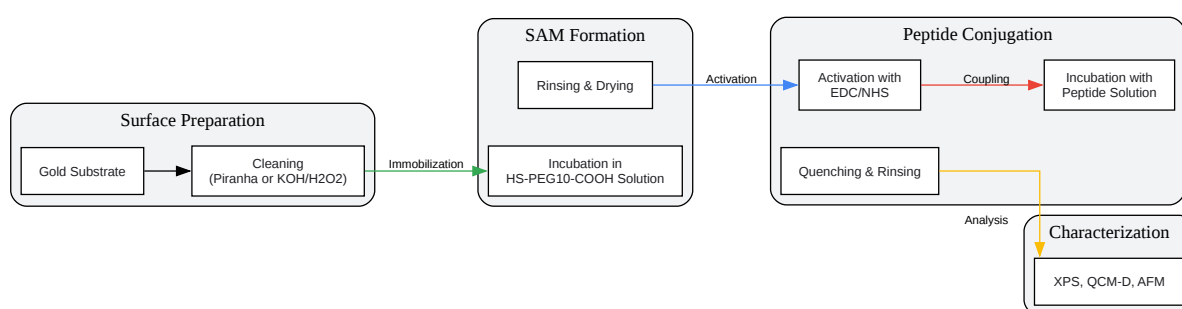 Surface Preparation
Gold Substrate
Cleaning
(Piranha or KOH/H2O2)
Immobilization
SAM Formation
Rinsing & Drying
Incubation in
HS-PEG10-COOH Solution
Activation
Peptide Conjugation
Activation with
EDC/NHS
Coupling
Incubation with
Peptide Solution
Quenching & Rinsing
Analysis
Characterization
XPS, QCM-D, AFM